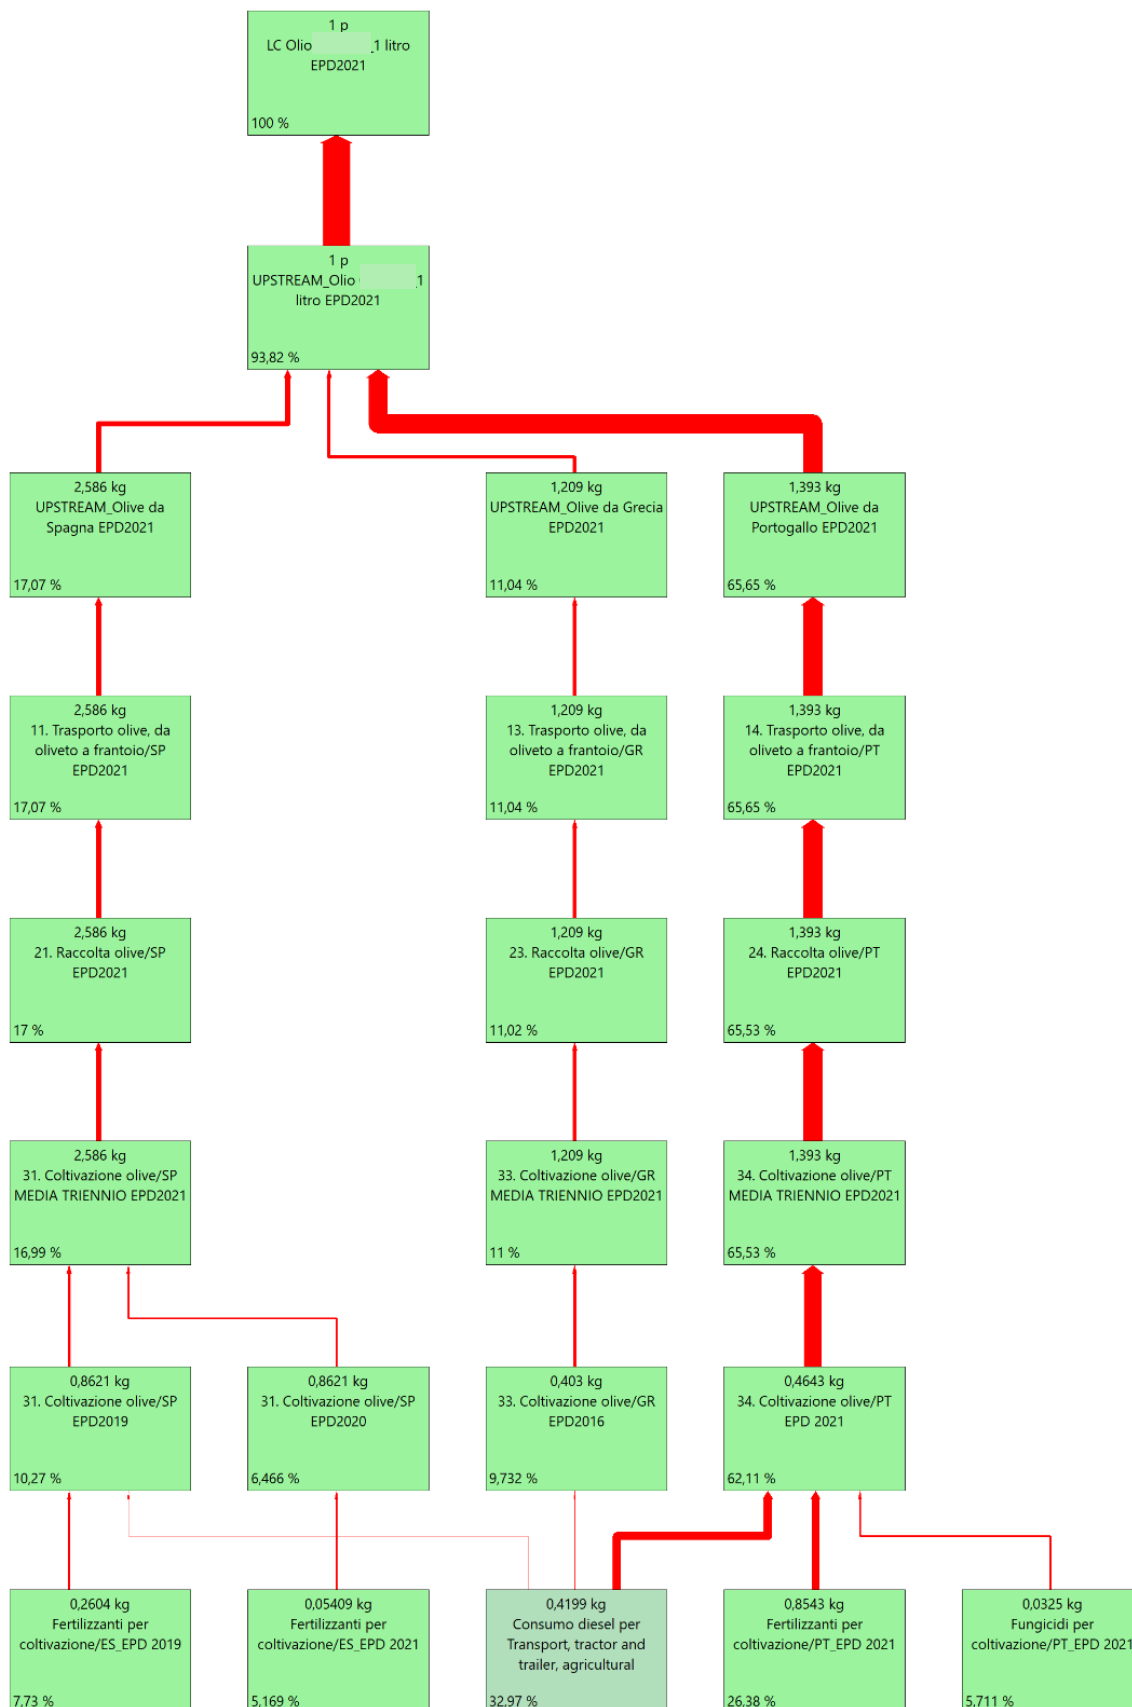 1 p
LC Olio _1 litro
EPD2021
100 %
1 p
UPSTREAM_Olio _1
litro EPD2021
93,82 %
2,586 kg
UPSTREAM_Olive da
Spagna EPD2021
17,07 %
1,209 kg
UPSTREAM_Olive da Grecia
EPD2021
11,04 %
1,393 kg
UPSTREAM_Olive da
Portogallo EPD2021
65,65 %
2,586 kg
11. Trasporto olive, da
oliveto a frantoio/SP
EPD2021
17,07 %
1,209 kg
13. Trasporto olive, da
oliveto a frantoio/GR
EPD2021
11,04 %
1,393 kg
14. Trasporto olive, da
oliveto a frantoio/PT
EPD2021
65,65 %
2,586 kg
21. Raccolta olive/SP
EPD2021
17 %
1,209 kg
23. Raccolta olive/GR
EPD2021
11,02 %
1,393 kg
24. Raccolta olive/PT
EPD2021
65,53 %
2,586 kg
31. Coltivazione olive/SP
MEDIA TRIENNIO EPD2021
16,99 %
1,209 kg
33. Coltivazione olive/GR
MEDIA TRIENNIO EPD2021
11 %
1,393 kg
34. Coltivazione olive/PT
MEDIA TRIENNIO EPD2021
65,53 %
0,8621 kg
31. Coltivazione olive/SP
EPD2019
10,27 %
0,8621 kg
31. Coltivazione olive/SP
EPD2020
6,466 %
0,403 kg
33. Coltivazione olive/GR
EPD2016
9,732 %
0,4643 kg
34. Coltivazione olive/PT
EPD 2021
62,11 %
0,2604 kg
Fertilizzanti per
coltivazione/ES_EPD 2019
7,73 %
0,05409 kg
Fertilizzanti per
coltivazione/ES_EPD 2021
5,169 %
0,4199 kg
Consumo diesel per
Transport, tractor and
trailer, agricultural
32,97 %
0,8543 kg
Fertilizzanti per
coltivazione/PT_EPD 2021
26,38 %
0,0325 kg
Fungicidi per
coltivazione/PT_EPD 2021
5,711 %